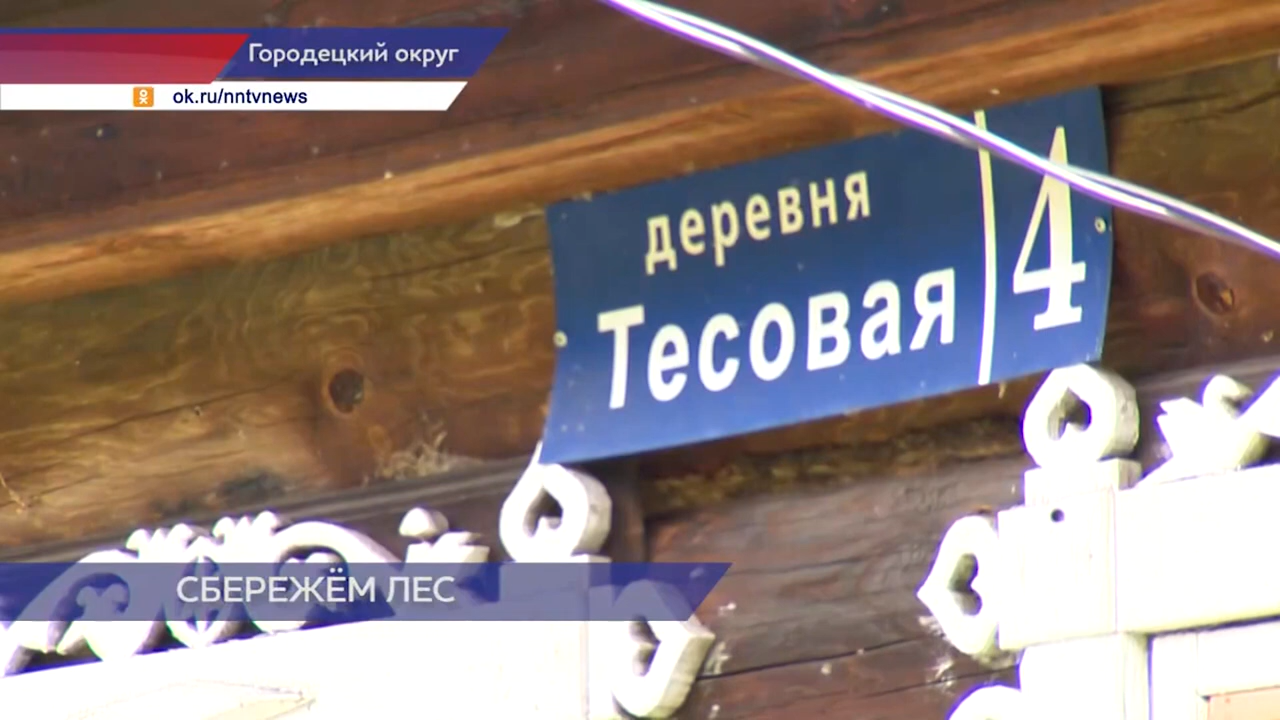 Городецкий округ
ok.ru/nntvnews
деревня
Тесовая
4
СБЕРЕЖЁМ ЛЕС